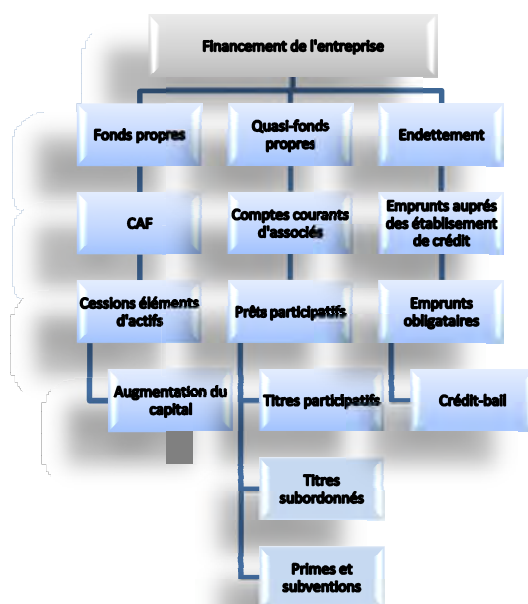 Financement de l'entreprise
Fonds propres
Quasi-fonds
propres
Endettement
CAF
Comptes courants
d'associés
Emprunts auprés
des établisement
de crédit
Cessions éléments
d'actifs
Prêts participatifs
Emprunts
obligataires
Augmentation du
capital
Titres participatifs
Crédit-bail
Titres
subordonnés
Primes et
subventions